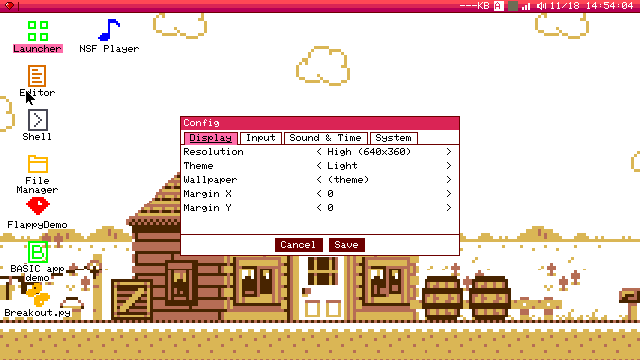 ---KB A 11/18 14:54:04
Launcher
NSF Player
Editor
Shell
File
Manager
FlappyDemo
BASIC app
demo
Breakout.py
Config
Display Input Sound & Time System
Resolution < High (640x360) >
Theme < Light >
Wallpaper < (theme) >
Margin X < 0 >
Margin Y < 0 >
Cancel Save